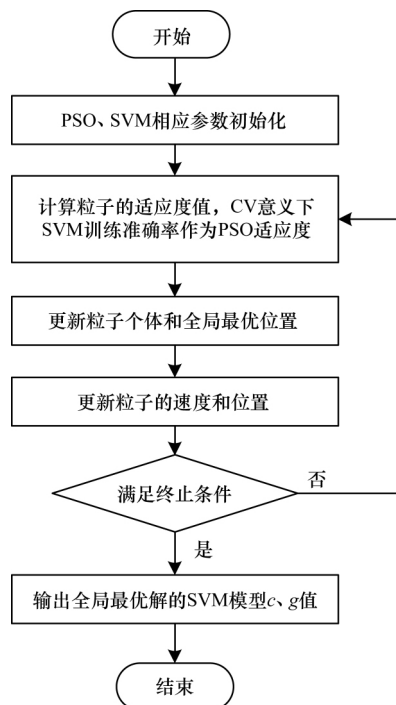 开始
PSO、SVM相应参数初始化
计算粒子的适应度值，CV意义下
SVM训练准确率作为PSO适应度
更新粒子个体和全局最优位置
更新粒子的速度和位置
满足终止条件
否
是
输出全局最优解的SVM模型c、g值
结束